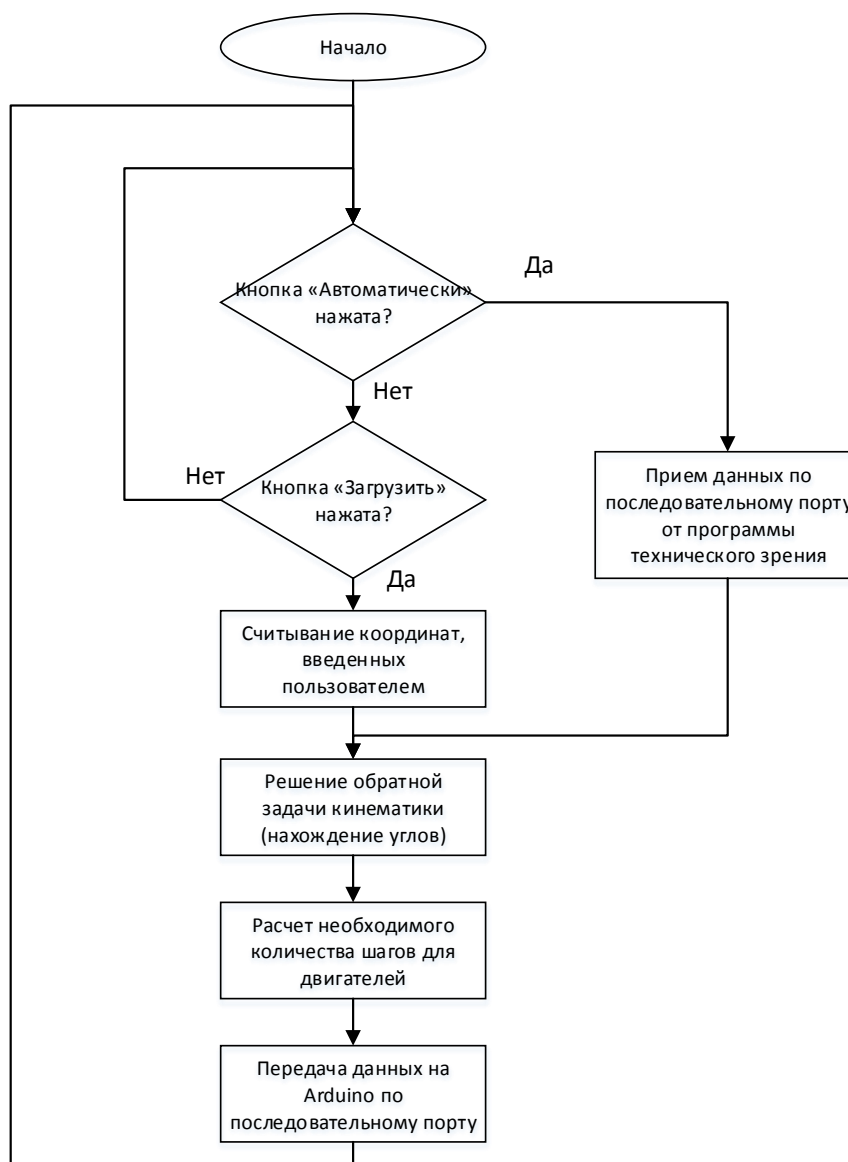 Начало
Кнопка «Автоматически»
нажата?
Да
Нет
Кнопка «Загрузить»
нажата?
Нет
Да
Прием данных по
последовательному порту
от программы
технического зрения
Считывание координат,
введенных
пользователем
Решение обратной
задачи кинематики
(нахождение углов)
Расчет необходимого
количества шагов для
двигателей
Передача данных на
Arduino по
последовательному порту